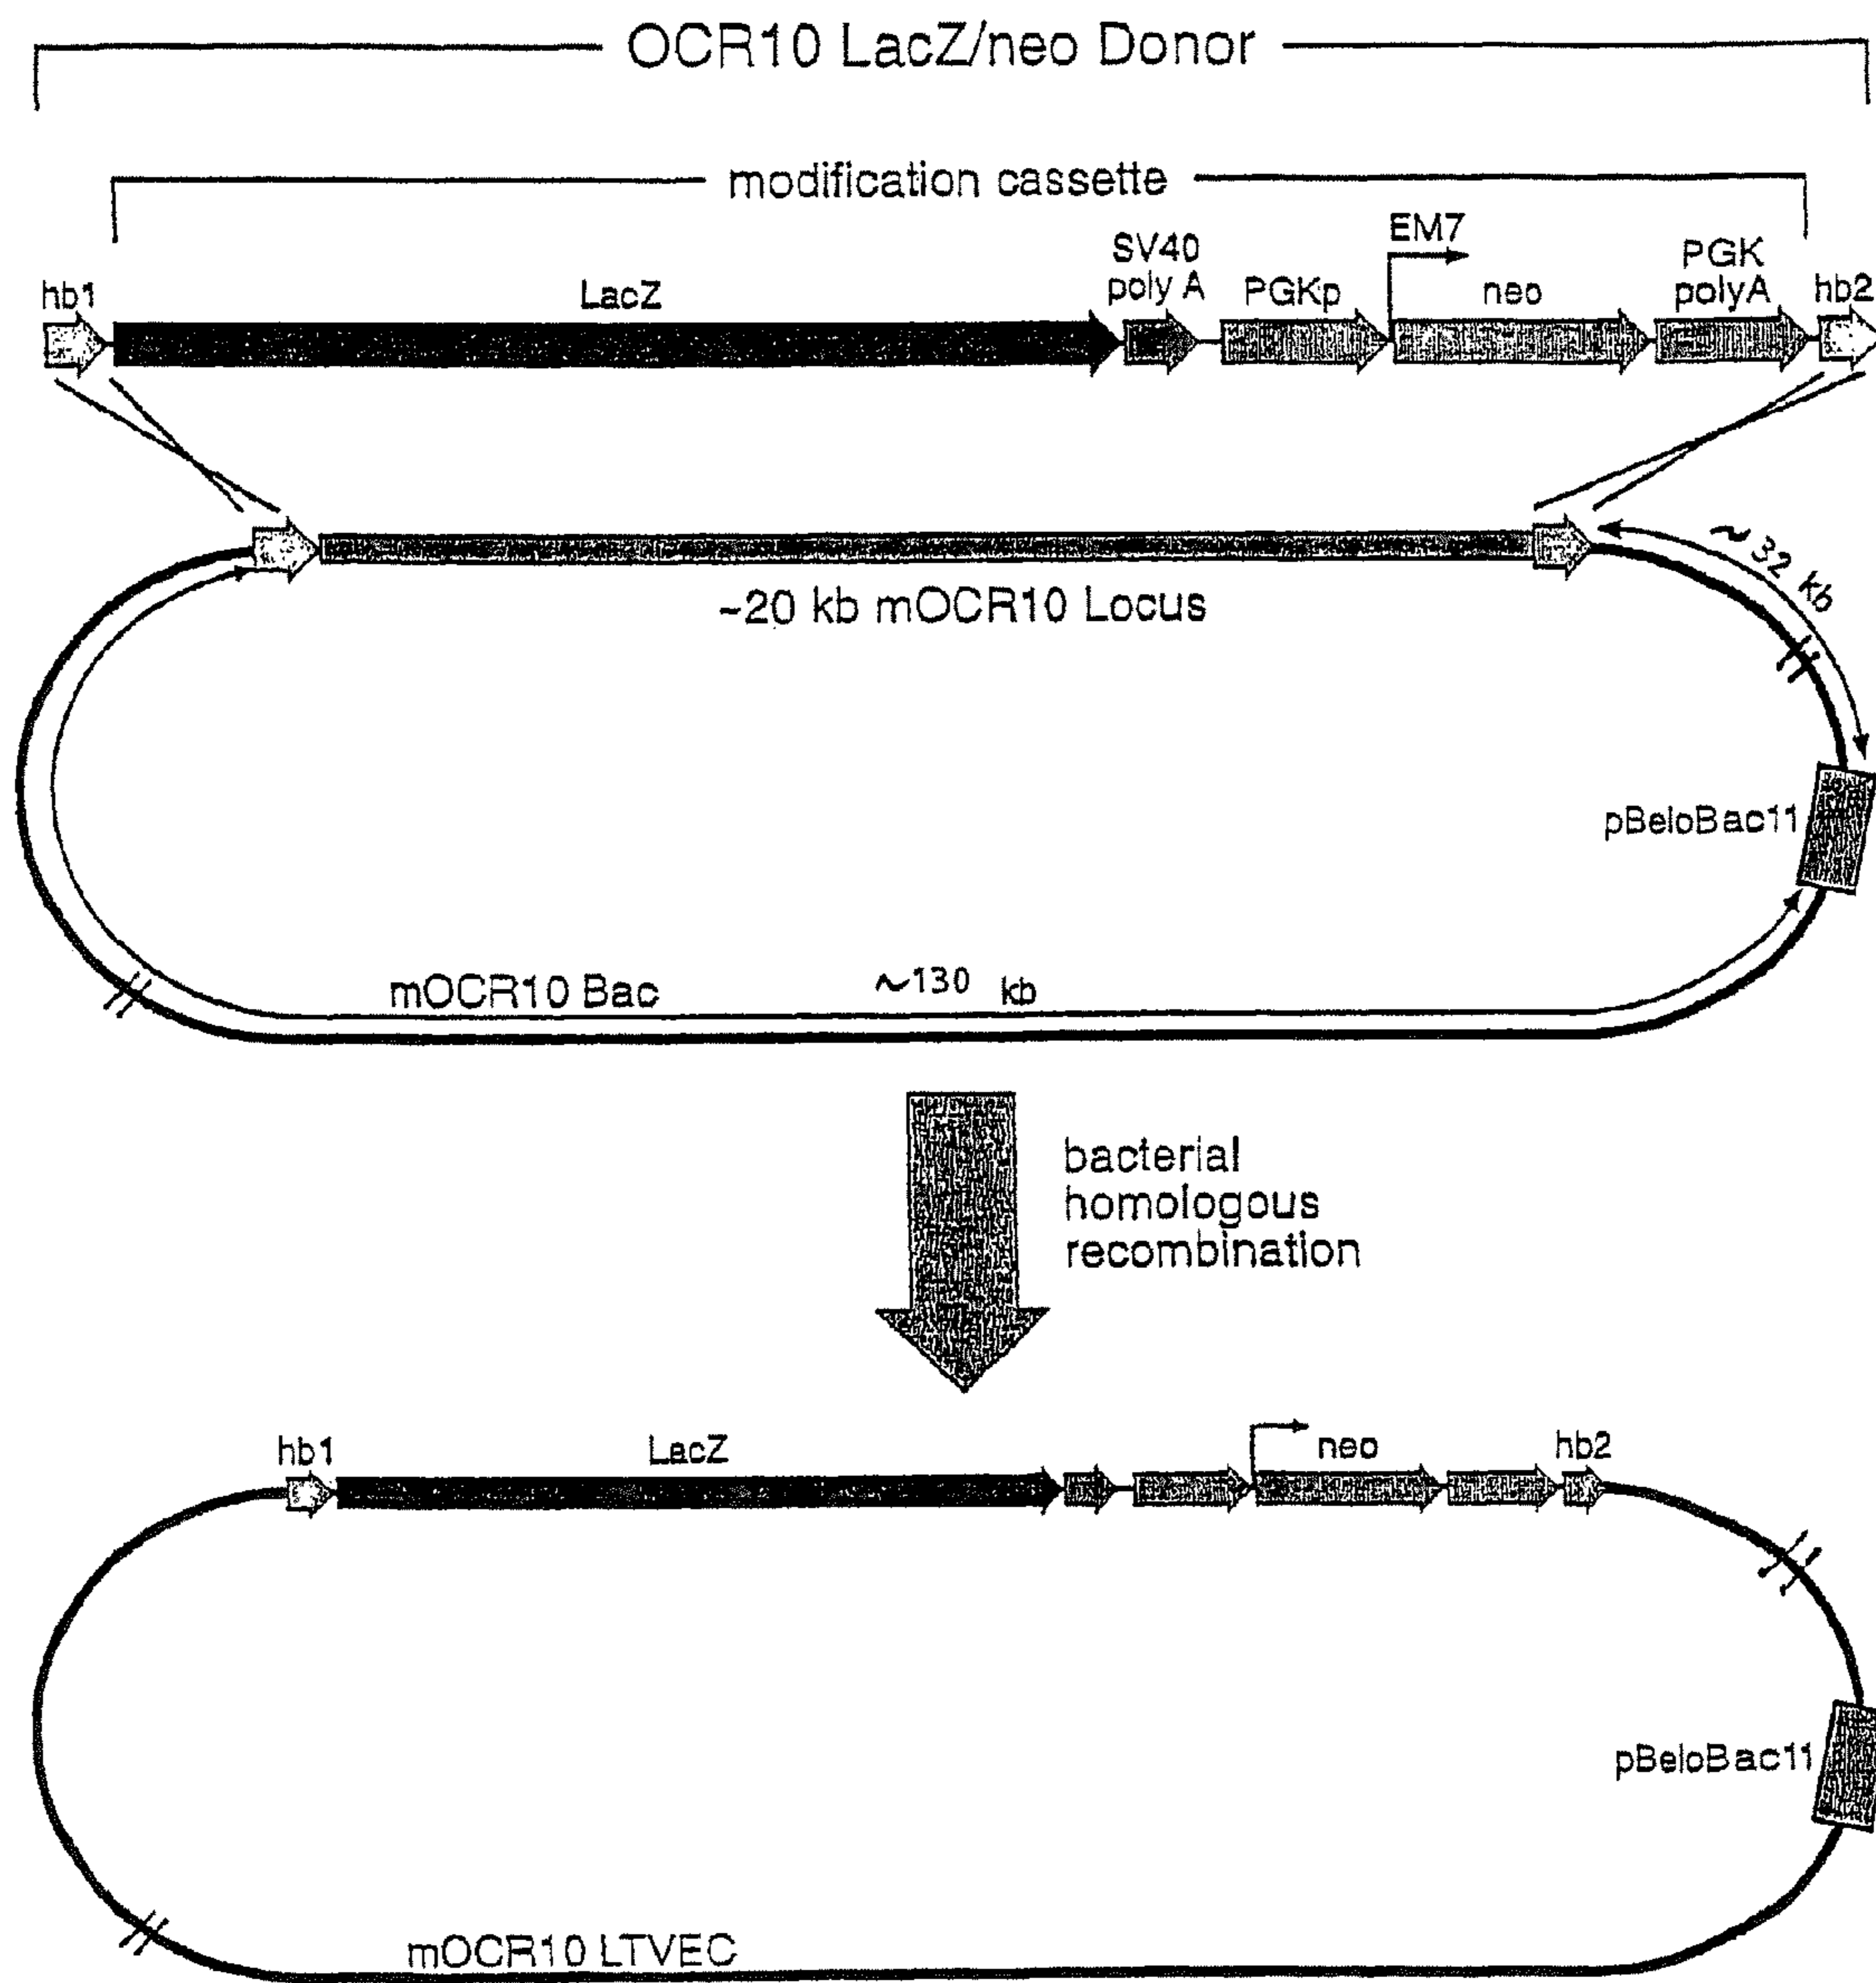 OCR10 LacZ/neo Donor
modification cassette
EM7
SV40
poly A
PGK
polyA
hb1
LacZ
PGKp
neo
hb2
~20 kb mOCR10 Locus
~32 kb
pBeloBac11
mOCR10 Bac
~130 kb
bacterial
homologous
recombination
hb1
LacZ
neo
hb2
pBeloBac11
mOCR10 LTVEC